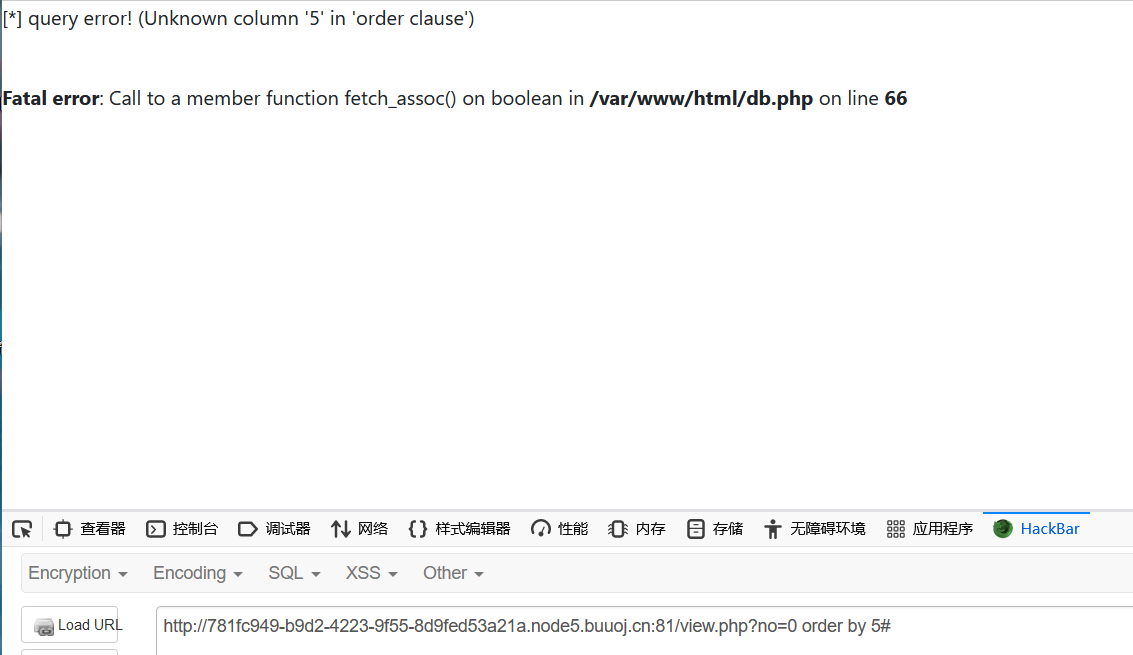 [*] query error! (Unknown column '5' in 'order clause')
Fatal error: Call to a member function fetch_assoc() on boolean in /var/www/html/db.php on line 66
查看器 控制台 调试器 网络 样式编辑器 性能 内存 存储 无障碍环境 应用程序 HackBar
Encryption Encoding SQL XSS Other
Load URL http://781fc949-b9d2-4223-9f55-8d9fed53a21a.node5.buuoj.cn:81/view.php?no=0 order by 5#